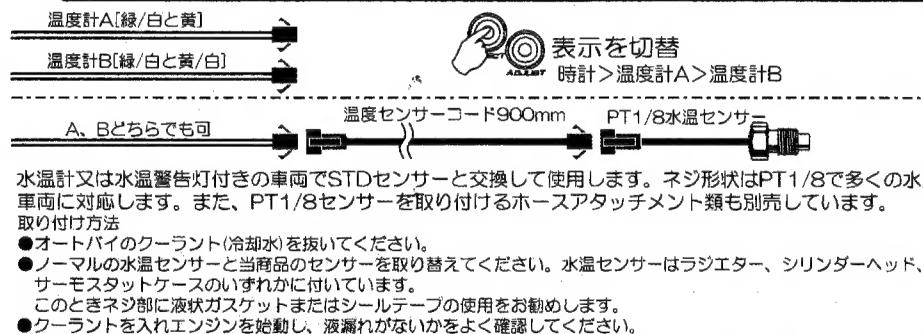 温度計A[緑/白と黄]
温度計B[緑/白と黄/白]
ADJUST
表示を切替
時計>温度計A>温度計B
A、Bどちらでも可
温度センサーコード900mm
PT1/8水温センサー
水温計又は水温警告灯付きの車両でSTDセンサーと交換して使用します。ネジ形状はPT1/8で多くの水
車両に対応します。また、PT1/8センサーを取り付けるホースアタッチメント類も別売しています。
取り付け方法
●オートバイのクーラント(冷却水)を抜いてください。
●ノーマルの水温センサーと当商品のセンサーを取り替えてください。水温センサーはラジエター、シリンダーヘッド、
サーモスタットケースのいずれかに付いています。
このときネジ部に液状ガスケットまたはシールテープの使用をお勧めします。
●クーラントを入れエンジンを始動し、液漏れがないかをよく確認してください。